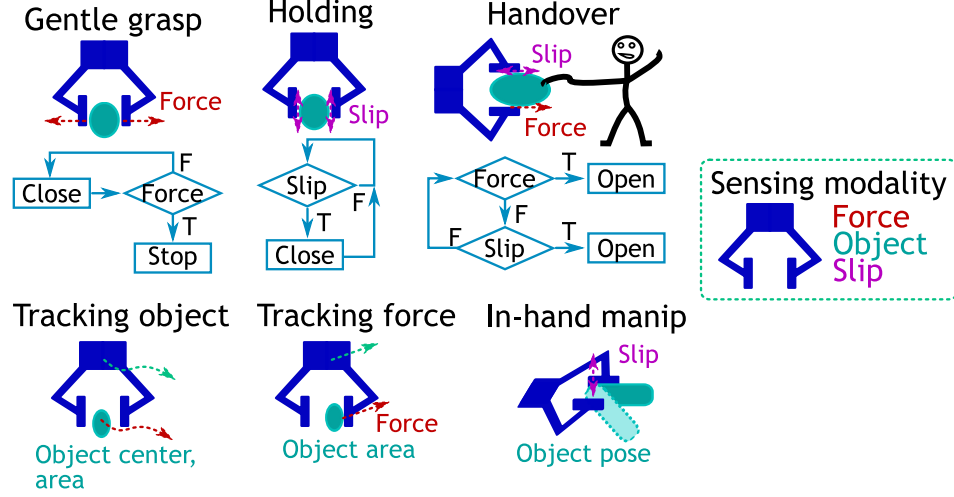 Gentle grasp
Force
F
Close
Force
T
Stop
Holding
Slip
Slip
F
T
Close
Handover
Slip
Force
Force
T
Open
F
F
Slip
T
Open
Sensing modality
Force
Object
Slip
Tracking object
Object center,
area
Tracking force
Force
Object area
In-hand manip
Slip
Object pose